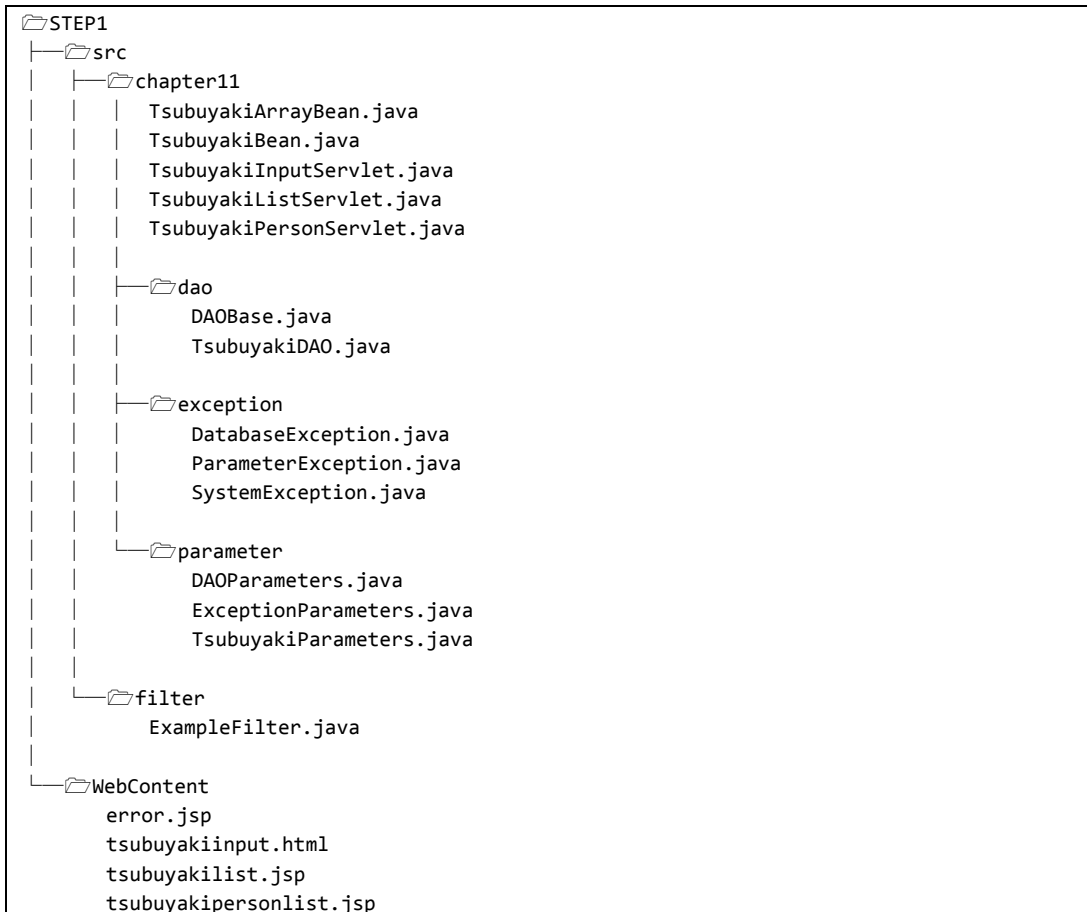 STEP1
src
chapter11
TsubuyakiArrayBean.java
TsubuyakiBean.java
TsubuyakiInputServlet.java
TsubuyakiListServlet.java
TsubuyakiPersonServlet.java
dao
DAOBase.java
TsubuyakiDAO.java
exception
DatabaseException.java
ParameterException.java
SystemException.java
parameter
DAOParameters.java
ExceptionParameters.java
TsubuyakiParameters.java
filter
ExampleFilter.java
WebContent
error.jsp
tsubuyakiinput.html
tsubuyakilist.jsp
tsubuyakipersonlist.jsp